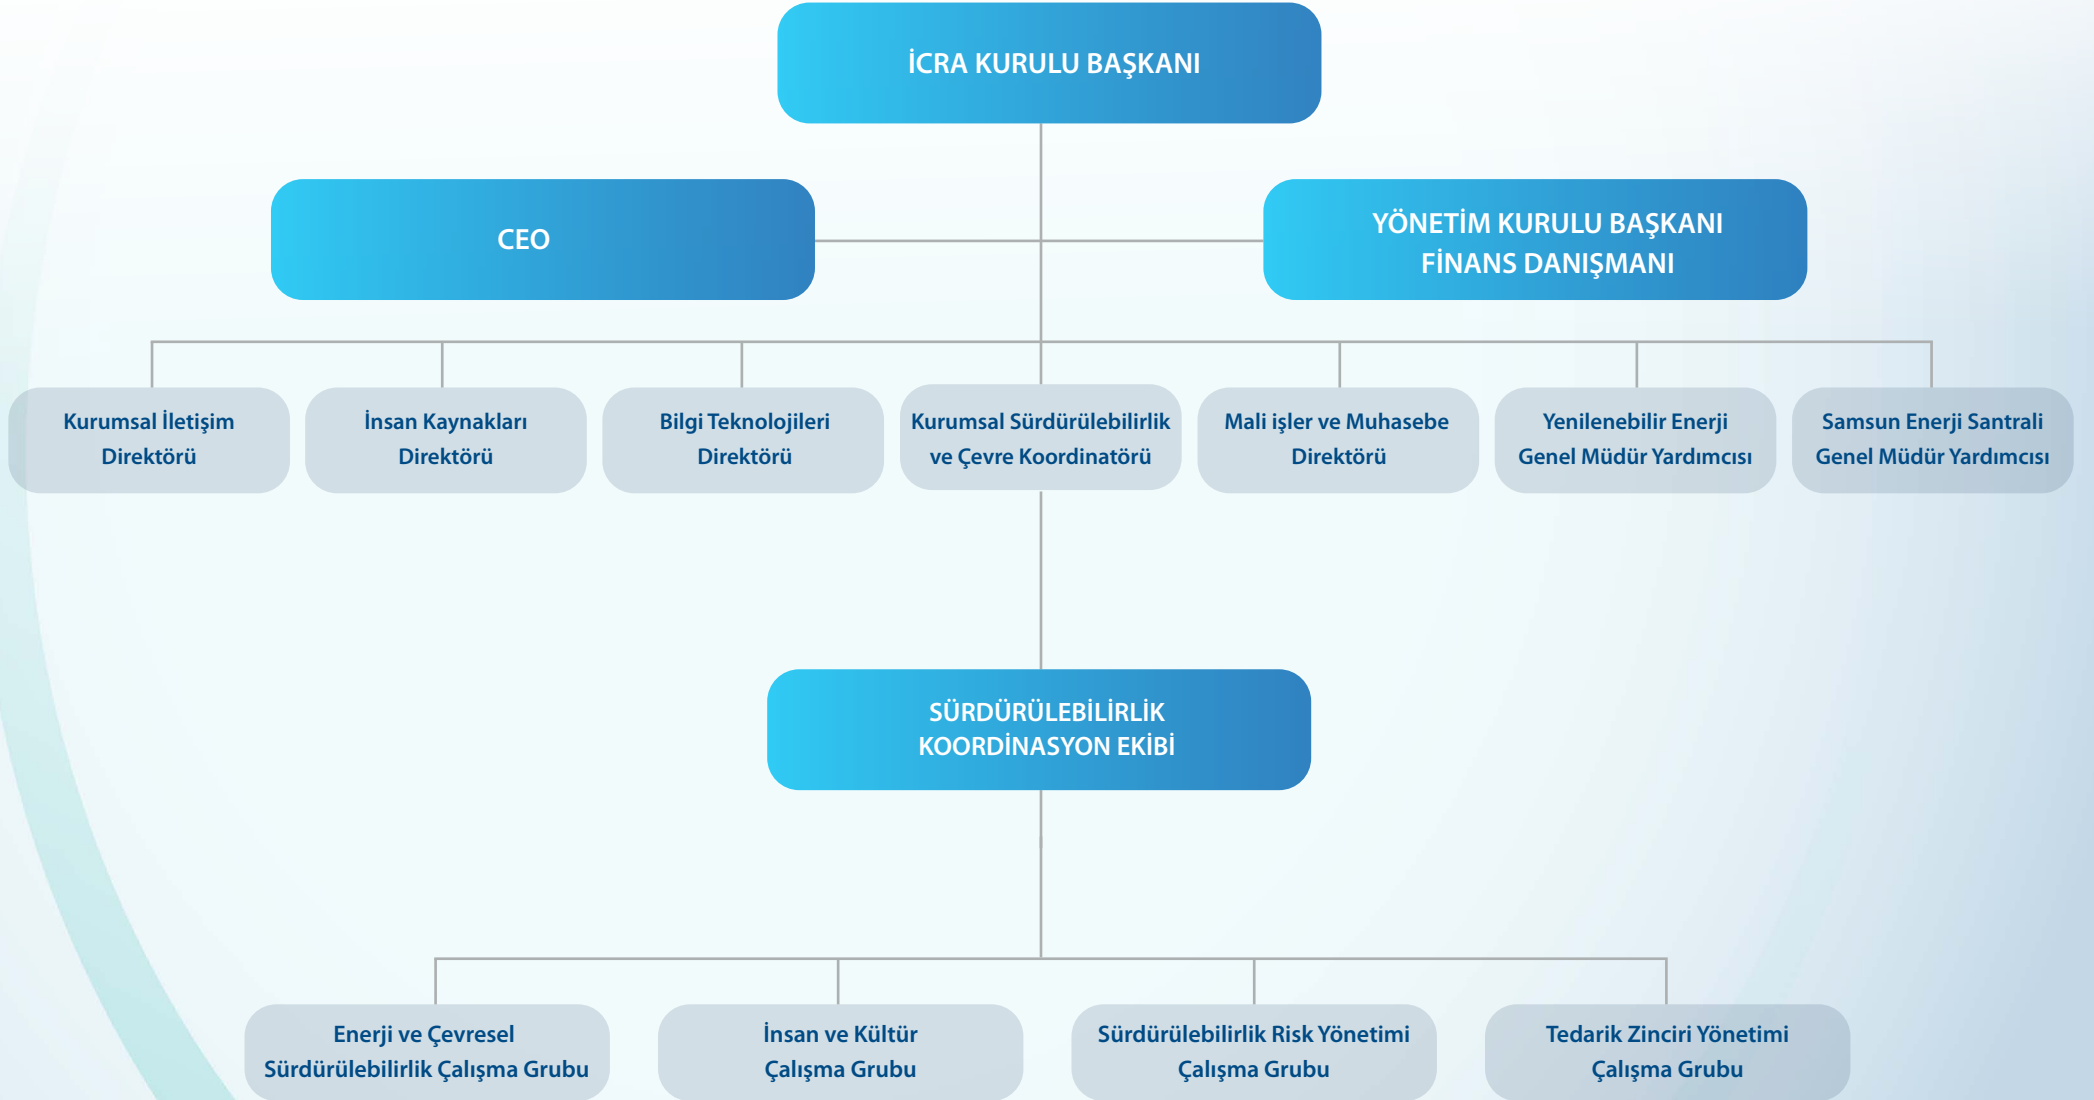 İCRA KURULU BAŞKANI
CEO
YÖNETİM KURULU BAŞKANI
FİNANS DANIŞMANI
Kurumsal İletişim
Direktörü
İnsan Kaynakları
Direktörü
Bilgi Teknolojileri
Direktörü
Kurumsal Sürdürülebilirlik
ve Çevre Koordinatörü
Mali işler ve Muhasebe
Direktörü
Yenilenebilir Enerji
Genel Müdür Yardımcısı
Samsun Enerji Santrali
Genel Müdür Yardımcısı
SÜRDÜRÜLEBİLİRLİK
KOORDİNASYON EKİBİ
Enerji ve Çevresel
Sürdürülebilirlik Çalışma Grubu
İnsan ve Kültür
Çalışma Grubu
Sürdürülebilirlik Risk Yönetimi
Çalışma Grubu
Tedarik Zinciri Yönetimi
Çalışma Grubu